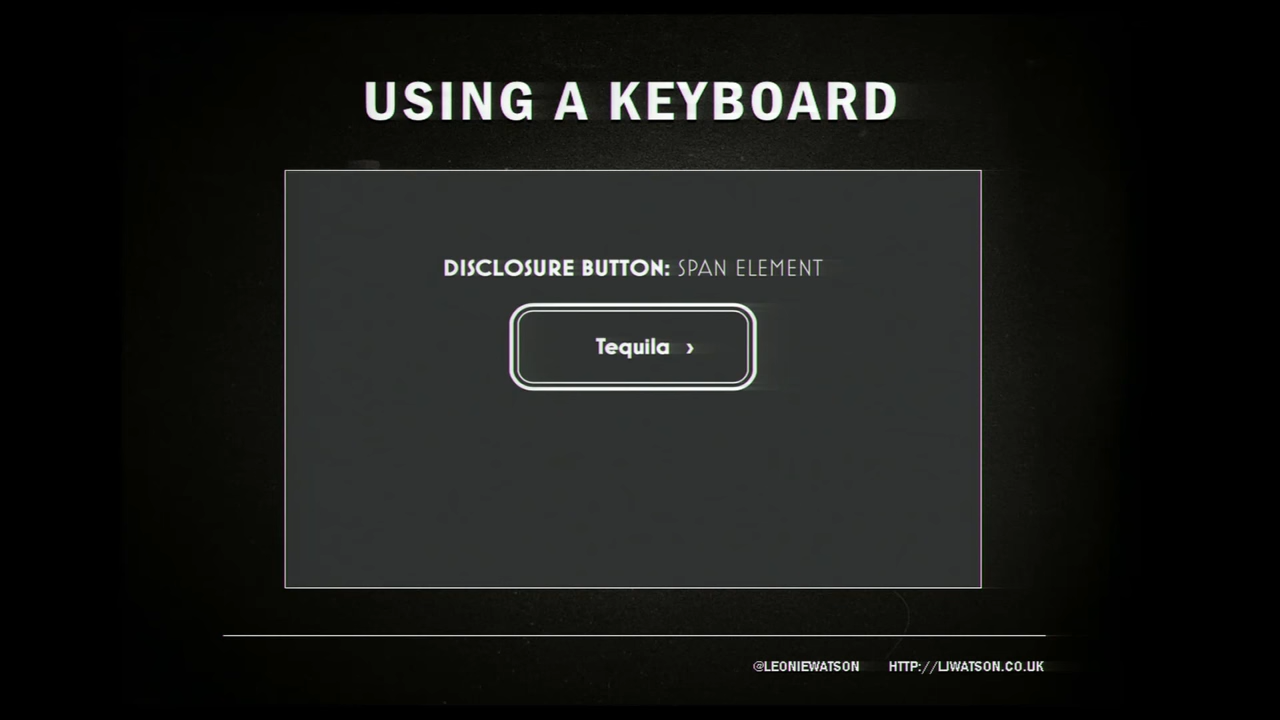 USING A KEYBOARD
DISCLOSURE BUTTON: SPAN ELEMENT
Tequila ›
@LEONIEWATSON HTTP://LJWATSON.CO.UK